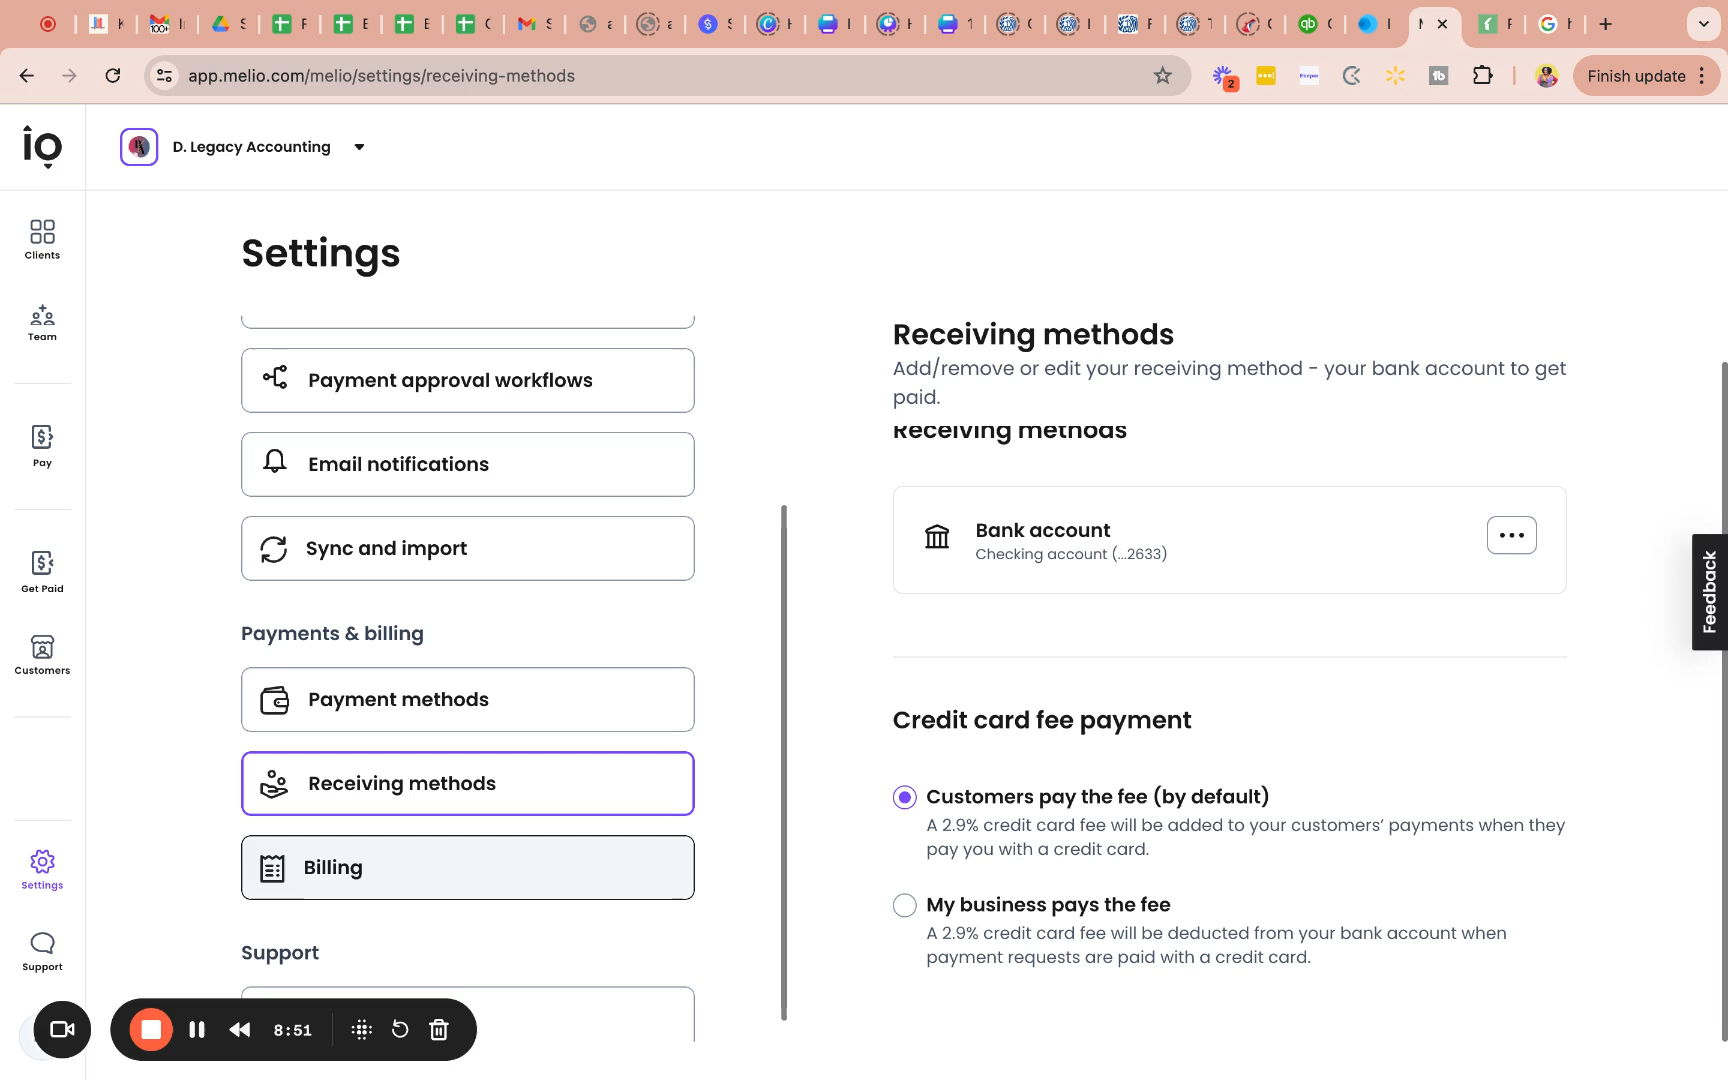 app.melio.com/melio/settings/receiving-methods
2
Finish update
io
D. Legacy Accounting
Clients
Team
Pay
Get Paid
Customers
Settings
Support
Settings
Payment approval workflows
Email notifications
Sync and import
Payments & billing
Payment methods
Receiving methods
Billing
Support
Receiving methods
Add/remove or edit your receiving method - your bank account to get
paid.
Receiving methods
Bank account
Checking account (...2633)
Credit card fee payment
Customers pay the fee (by default)
A 2.9% credit card fee will be added to your customers’ payments when they
pay you with a credit card.
My business pays the fee
A 2.9% credit card fee will be deducted from your bank account when
payment requests are paid with a credit card.
Feedback
8:51